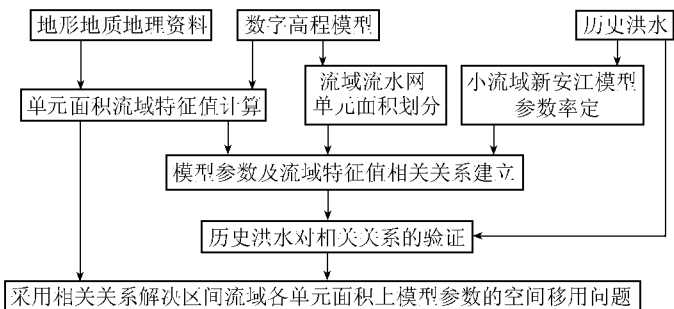 地形地质地理资料
数字高程模型
历史洪水
单元面积流域特征值计算
流域流水网
单元面积划分
小流域新安江模型
参数率定
模型参数及流域特征值相关关系建立
历史洪水对相关关系的验证
采用相关关系解决区间流域各单元面积上模型参数的空间移用问题